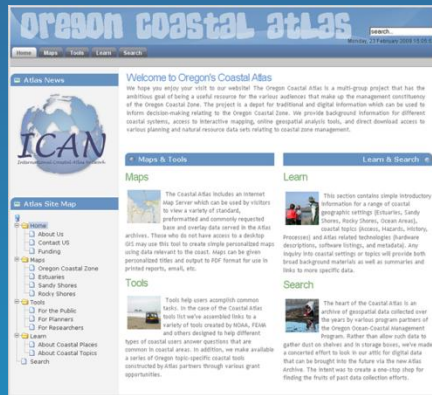 oregon coastal atlas
search...
Monday, 23 February 2009
Home Maps Tools Learn Search
Atlas News
ICAN
International Coastal Atlas Network
Atlas Site Map
Home
About Us
Contact US
Funding
Maps
Oregon Coastal Zone
Estuaries
Sandy Shores
Rocky Shores
Tools
For the Public
For Planners
For Researchers
Learn
About Coastal Places
About Coastal Topics
Search
Welcome to Oregon's Coastal Atlas
We hope you enjoy your visit to our website! The Oregon Coastal Atlas is a multi-group project that has the
ambitious goal of being a useful resource for the various audiences that make up the management constituency
of the Oregon Coastal Zone. The project is a depot for traditional and digital information which can be used to
inform decision-making relating to the Oregon Coastal Zone. We provide background information for different
coastal systems, access to interactive mapping, online geospatial analysis tools, and direct download access to
various planning and natural resource data sets relating to coastal zone management.
Maps & Tools
Maps
The Coastal Atlas includes an Internet
Map Server which can be used by visitors
to view a variety of standard,
preformatted and commonly requested
base and overlay data served in the Atlas
archives. Those who do not have access to a desktop
GIS may use this tool to create simple personalized maps
using data relevant to the coast. Maps can be given
personalized titles and output to PDF format for use in
printed reports, email, etc.
Tools
Tools help users acomplish common
tasks. In the case of the Coastal Atlas
tools list we've assembled links to a
variety of tools created by NOAA, FEMA
and others designed to help different
types of coastal users answer questions that are
common in coastal areas. In addition, we make available
a series of Oregon topic-specific coastal tools
constructed by Atlas partners through various grant
opportunities.
Learn & Search
Learn
This section contains simple introductory
information for a range of coastal
geographic settings (Estuaries, Sandy
Shores, Rocky Shores, Ocean Areas),
coastal topics (Access, Hazards, History,
Processes) and Atlas related technologies (hardware
descriptions, software listings, and metadata). Any
inquiry into coastal settings or topics will provide both
broad background materials as well as summaries and
links to more specific data.
Search
The heart of the Coastal Atlas is an
archive of geospatial data collected over
the years by various program partners of
the Oregon Ocean-Coastal Management
Program. Rather than allow such data to
gather dust on shelves and in storage boxes, we've made
a concerted effort to look in our attic for digital data
that can be brought into the future via the new Atlas
Archive. The intent was to create a one-stop shop for
finding the fruits of past data collection efforts.